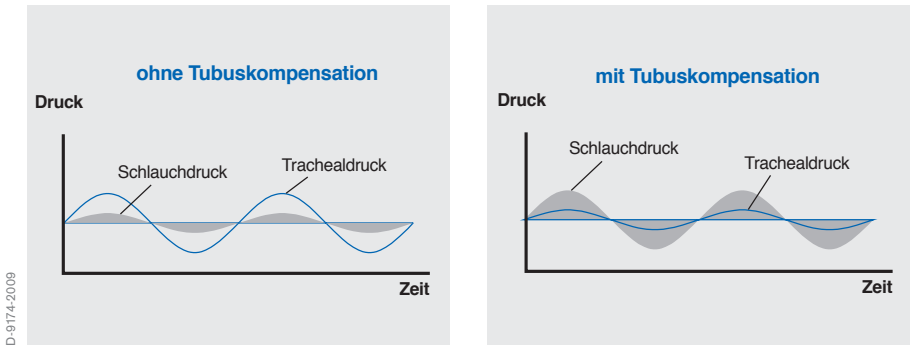 ohne Tubuskompensation
Druck
Schlauchdruck
Trachealdruck
Zeit
mit Tubuskompensation
Druck
Schlauchdruck
Trachealdruck
Zeit
D-9174-2009